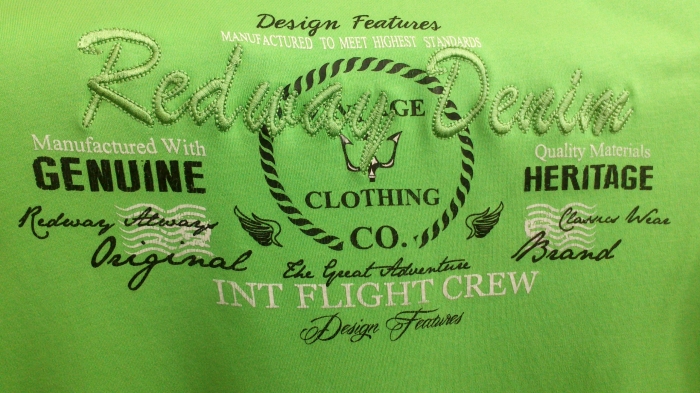 Design Features
MANUFACTURED TO MEET HIGHEST STANDARDS
Redway Denim
Manufactured With
GENUINE
Redway Always
Original
CLOTHING
CO.
Quality Materials
HERITAGE
Classics Wear
Brand
The Great Adventure
INT FLIGHT CREW
Design Features